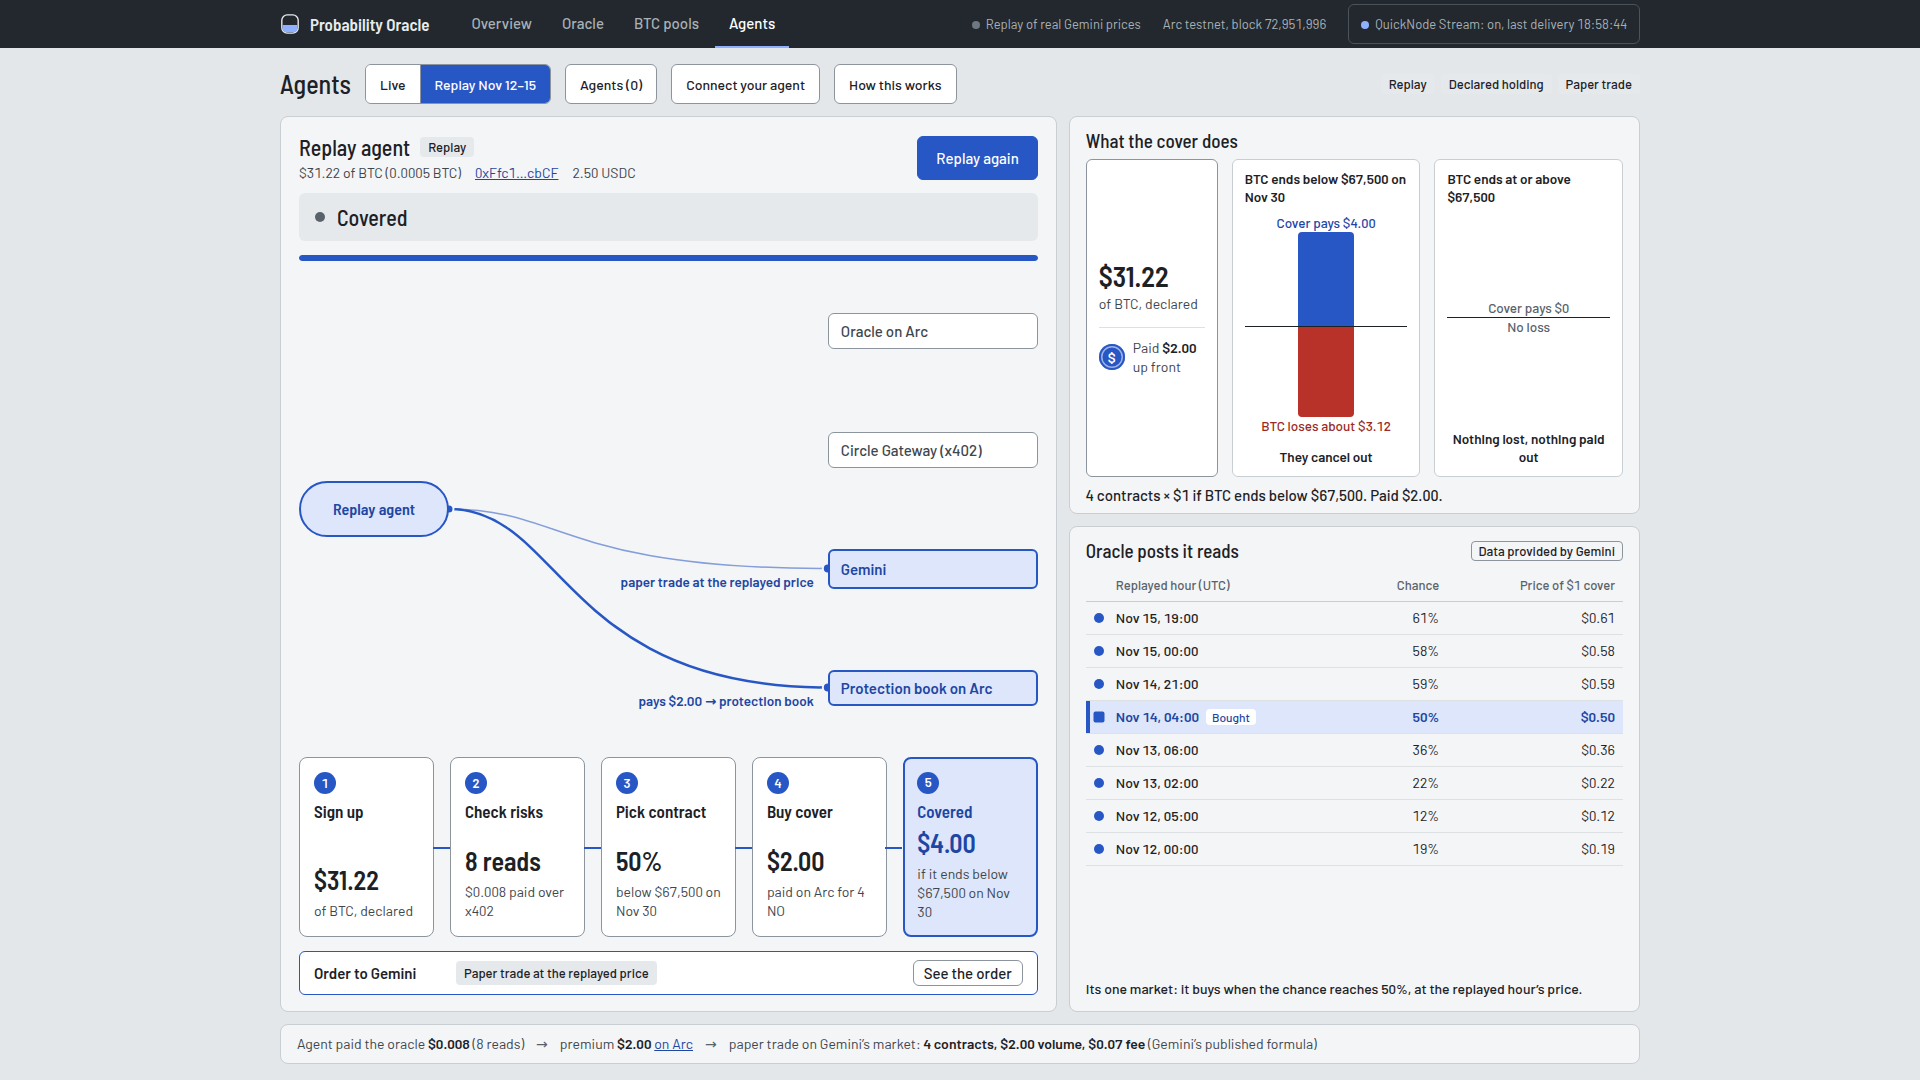 Probability Oracle
Overview
Oracle
BTC pools
Agents
Replay of real Gemini prices
Arc testnet, block 72,951,996
QuickNode Stream: on, last delivery 18:58:44
Agents
Live
Replay Nov 12–15
Agents (0)
Connect your agent
How this works
Replay
Declared holding
Paper trade
Replay agent
Replay
$31.22 of BTC (0.0005 BTC)
0xFfc1…cbCF
2.50 USDC
Replay again
Covered
Oracle on Arc
Circle Gateway (x402)
Replay agent
Gemini
paper trade at the replayed price
Protection book on Arc
pays $2.00 → protection book
1
Sign up
$31.22
of BTC, declared
2
Check risks
8 reads
$0.008 paid over
x402
3
Pick contract
50%
below $67,500 on
Nov 30
4
Buy cover
$2.00
paid on Arc for 4
NO
5
Covered
$4.00
if it ends below
$67,500 on Nov
30
Order to Gemini
Paper trade at the replayed price
See the order
What the cover does
$31.22
of BTC, declared
$
Paid $2.00
up front
BTC ends below $67,500 on
Nov 30
Cover pays $4.00
BTC loses about $3.12
They cancel out
BTC ends at or above
$67,500
Cover pays $0
No loss
Nothing lost, nothing paid
out
4 contracts × $1 if BTC ends below $67,500. Paid $2.00.
Oracle posts it reads
Data provided by Gemini
Replayed hour (UTC) Chance Price of $1 cover
Nov 15, 19:00 61% $0.61
Nov 15, 00:00 58% $0.58
Nov 14, 21:00 59% $0.59
Nov 14, 04:00 Bought 50% $0.50
Nov 13, 06:00 36% $0.36
Nov 13, 02:00 22% $0.22
Nov 12, 05:00 12% $0.12
Nov 12, 00:00 19% $0.19
Its one market: it buys when the chance reaches 50%, at the replayed hour's price.
Agent paid the oracle $0.008 (8 reads) → premium $2.00 on Arc → paper trade on Gemini's market: 4 contracts, $2.00 volume, $0.07 fee (Gemini's published formula)